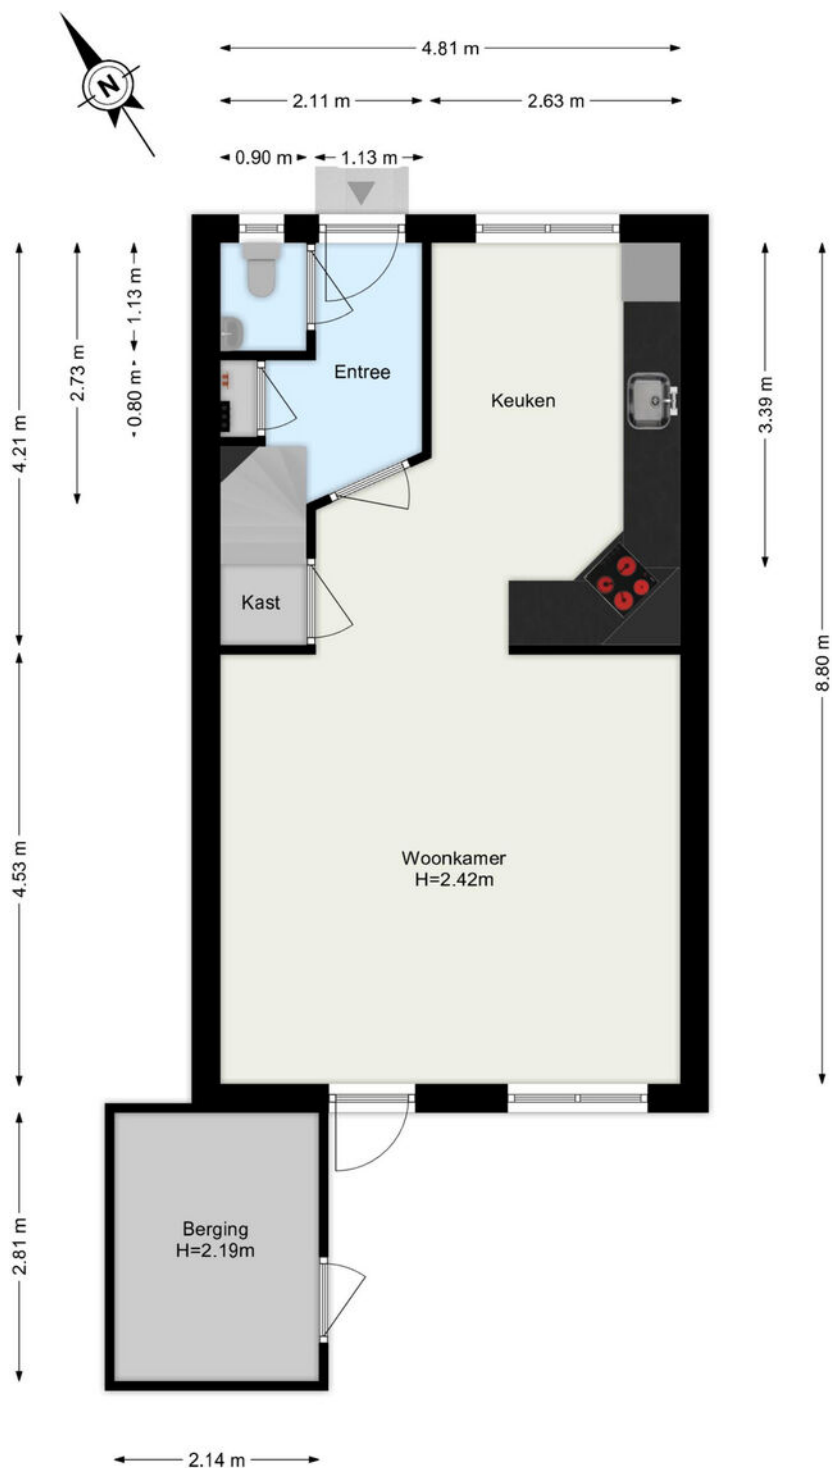 N
4.81 m
2.11 m
2.63 m
0.90 m
1.13 m
4.21 m
2.73 m
1.13 m
0.80 m
3.39 m
8.80 m
Entree
Keuken
Kast
4.53 m
Woonkamer
H=2.42m
2.81 m
Berging
H=2.19m
2.14 m